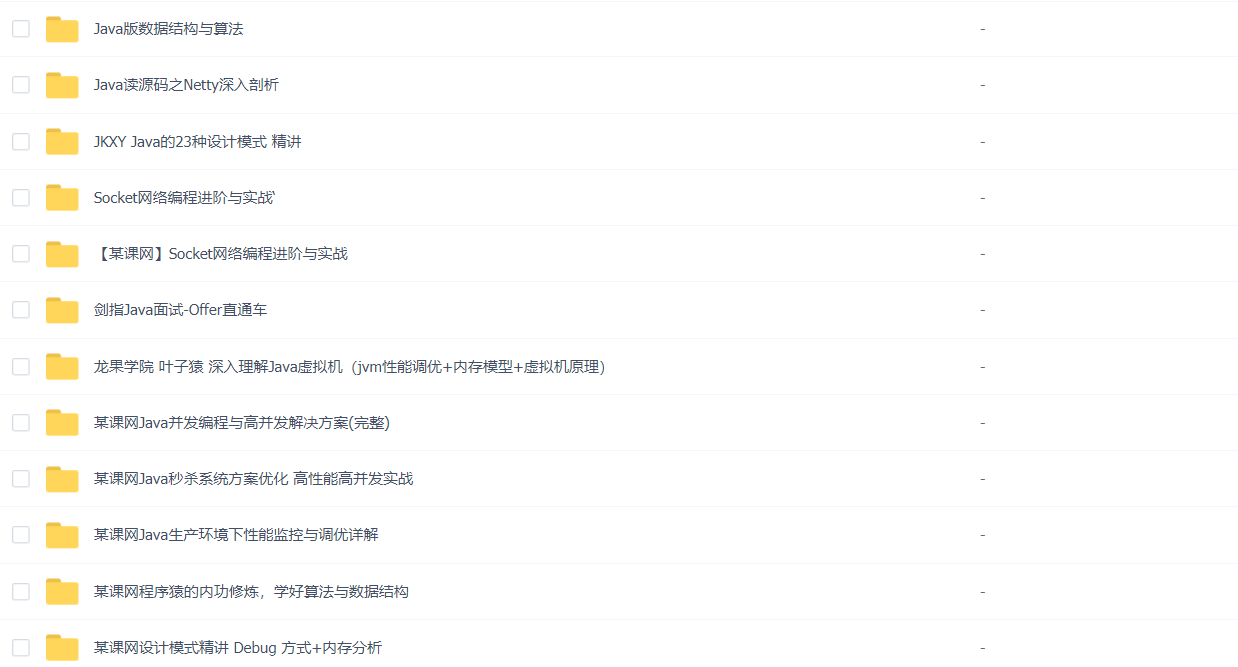 Java版数据结构与算法 -
Java读源码之Netty深入剖析 -
JKXY Java的23种设计模式 精讲 -
Socket网络编程进阶与实战` -
【某课网】Socket网络编程进阶与实战 -
剑指Java面试-Offer直通车 -
龙果学院 叶子猿 深入理解Java虚拟机（jvm性能调优+内存模型+虚拟机原理） -
某课网Java并发编程与高并发解决方案(完整) -
某课网Java秒杀系统方案优化 高性能高并发实战 -
某课网Java生产环境下性能监控与调优详解 -
某课网程序猿的内功修炼，学好算法与数据结构 -
某课网设计模式精讲 Debug 方式+内存分析 -